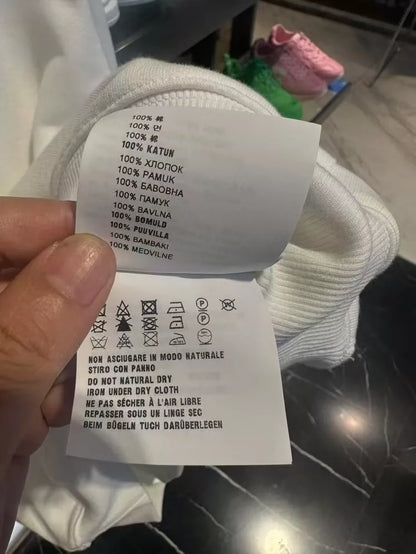 100% 棉
100% 면
100% 綿
100% KATUN
100% ХЛОПОК
100% PAMUK
100% БАВОВНА
100% ПАМУК
100% BAVLNA
100% BOMULD
100% PUUVILLA
100% BAMBAKI
100% MEDVILNE
P
P
NON ASCIUGARE IN MODO NATURALE
STIRO CON PANNO
DO NOT NATURAL DRY
IRON UNDER DRY CLOTH
NE PAS SÉCHER À L'AIR LIBRE
REPASSER SOUS UN LINGE SEC
BEIM BÜGELN TUCH DARÜBERLEGEN